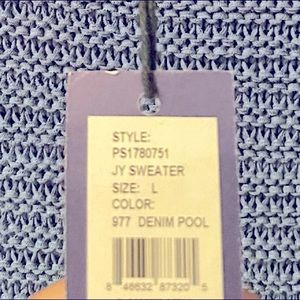 STYLE:
PS1780751
JY SWEATER
SIZE: L
COLOR:
977 DENIM POOL
8 46632 87320 5